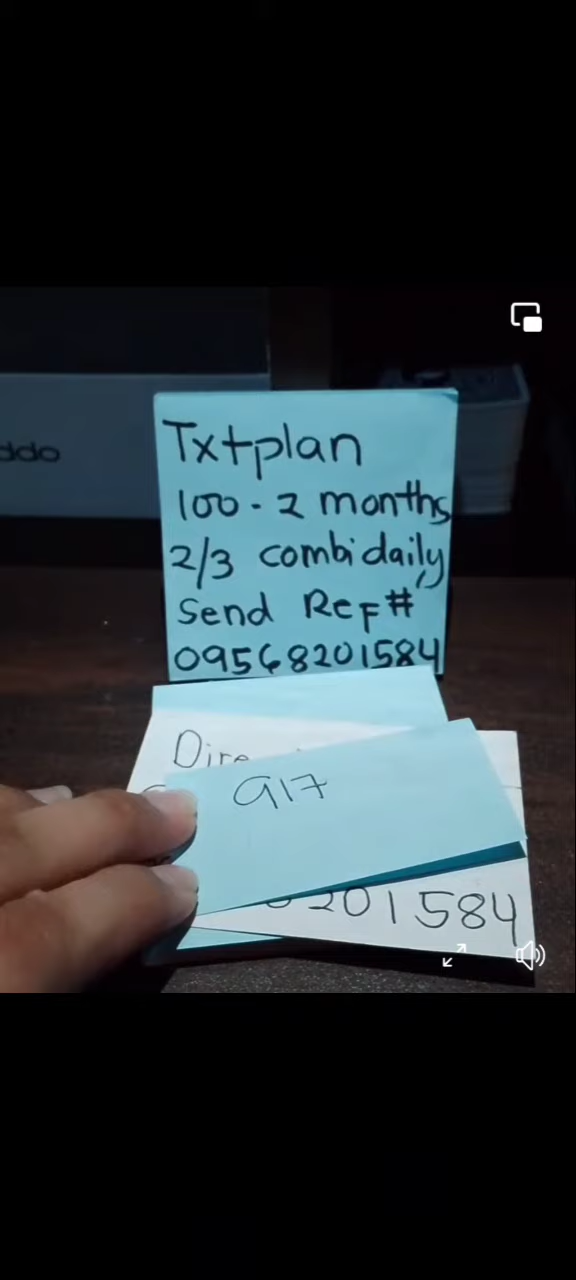 Txtplan
100 - 2 months
2/3 combi daily
Send Ref#
09568201584
917
201584